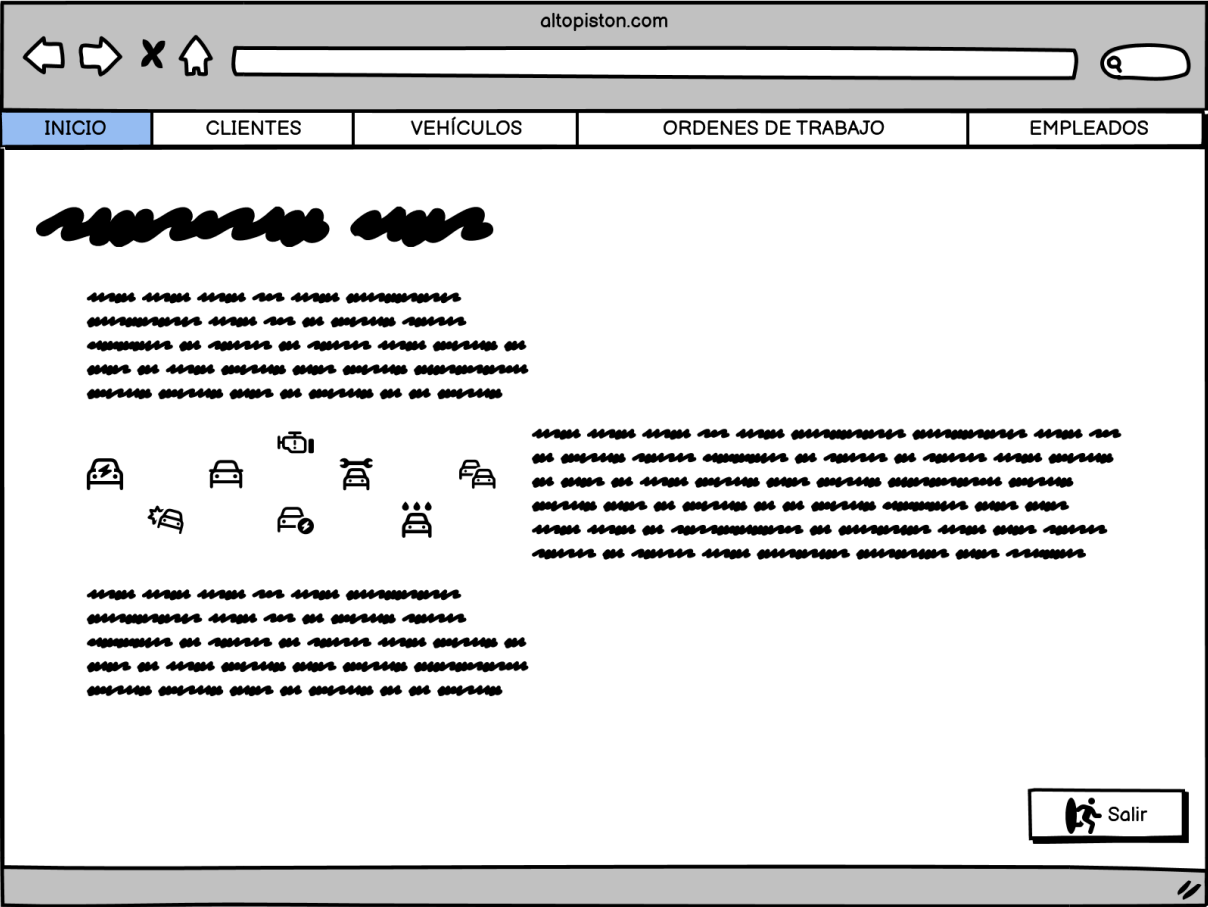 altopiston.com
INICIO CLIENTES VEHÍCULOS ORDENES DE TRABAJO EMPLEADOS
Salir